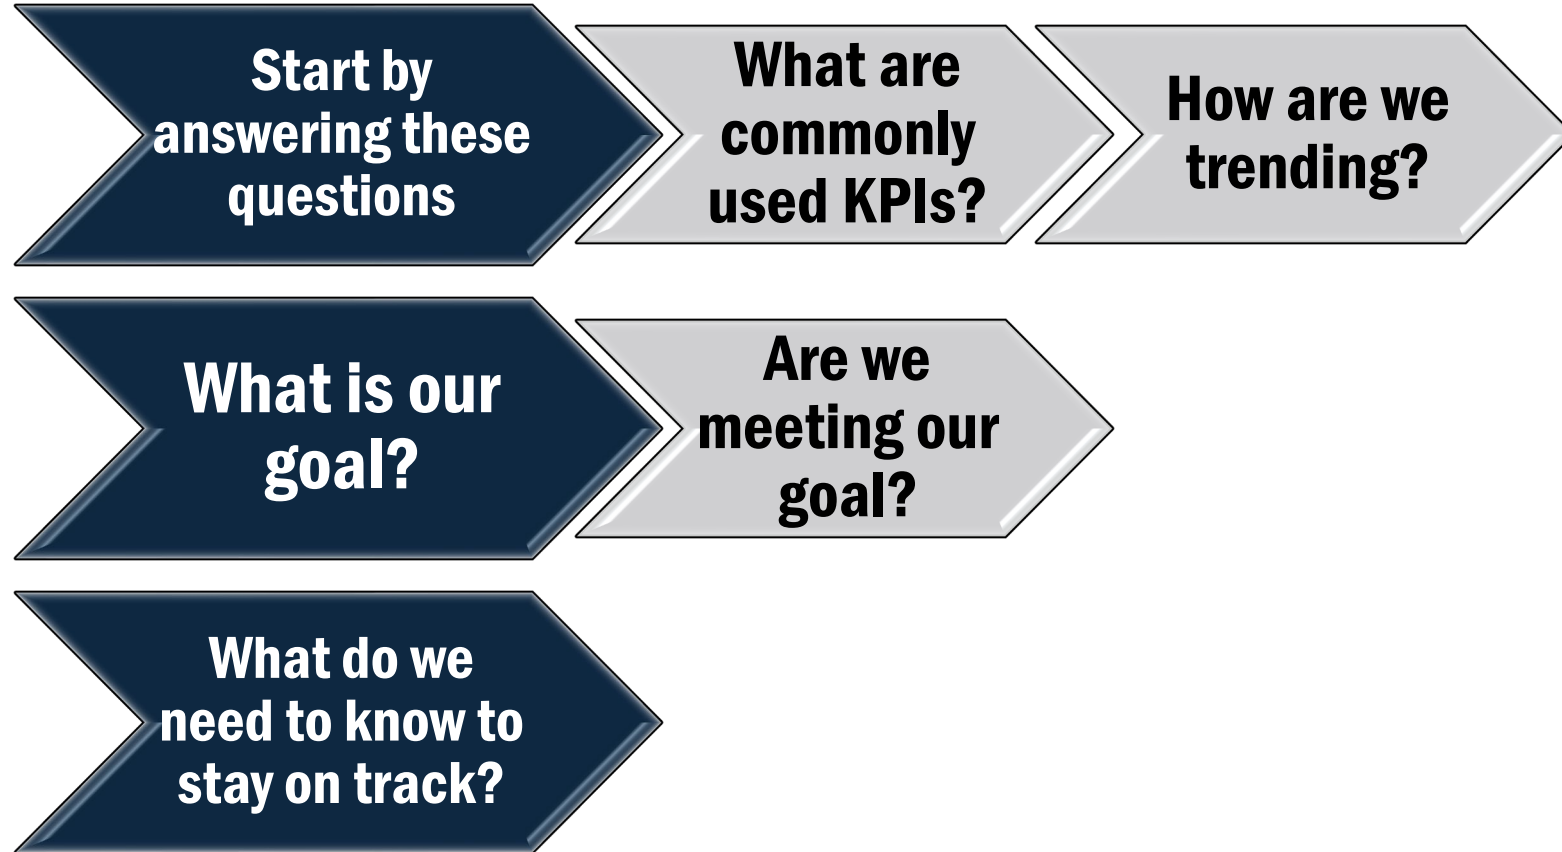 Start by
answering these
questions
What are
commonly
used KPIs?
How are we
trending?
What is our
goal?
Are we
meeting our
goal?
What do we
need to know to
stay on track?